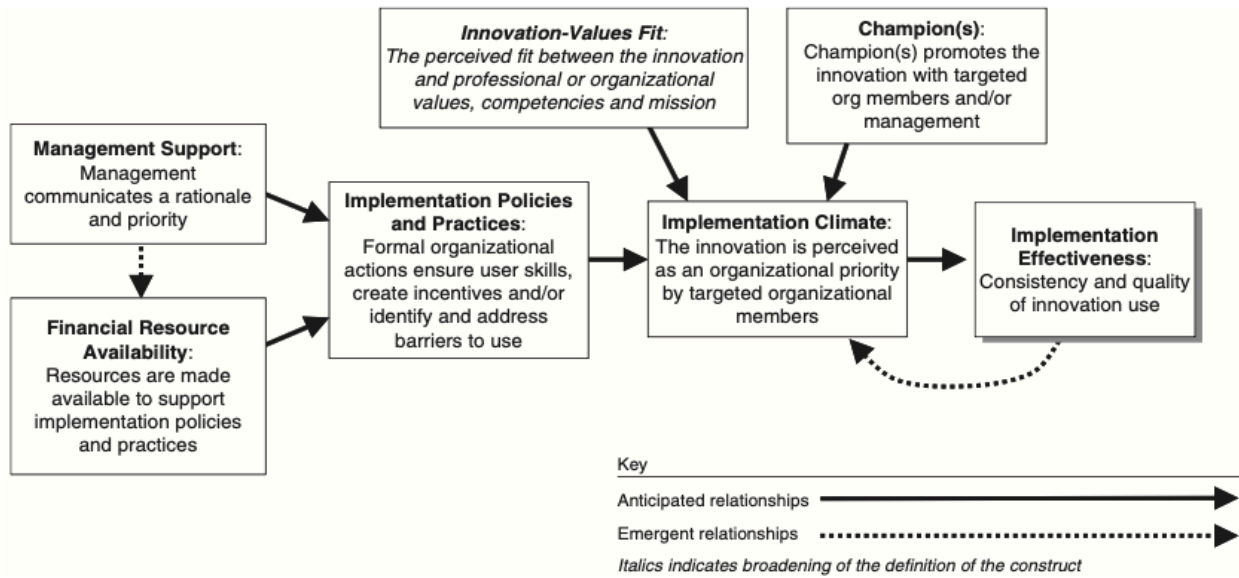 Innovation-Values Fit:
The perceived fit between the innovation
and professional or organizational
values, competencies and mission
Champion(s):
Champion(s) promotes the
innovation with targeted
org members and/or
management
Management Support:
Management
communicates a rationale
and priority
Financial Resource
Availability:
Resources are made
available to support
implementation policies
and practices
Implementation Policies
and Practices:
Formal organizational
actions ensure user skills,
create incentives and/or
identify and address
barriers to use
Implementation Climate:
The innovation is perceived
as an organizational priority
by targeted organizational
members
Implementation
Effectiveness:
Consistency and quality
of innovation use
Key
Anticipated relationships
Emergent relationships
Italics indicates broadening of the definition of the construct